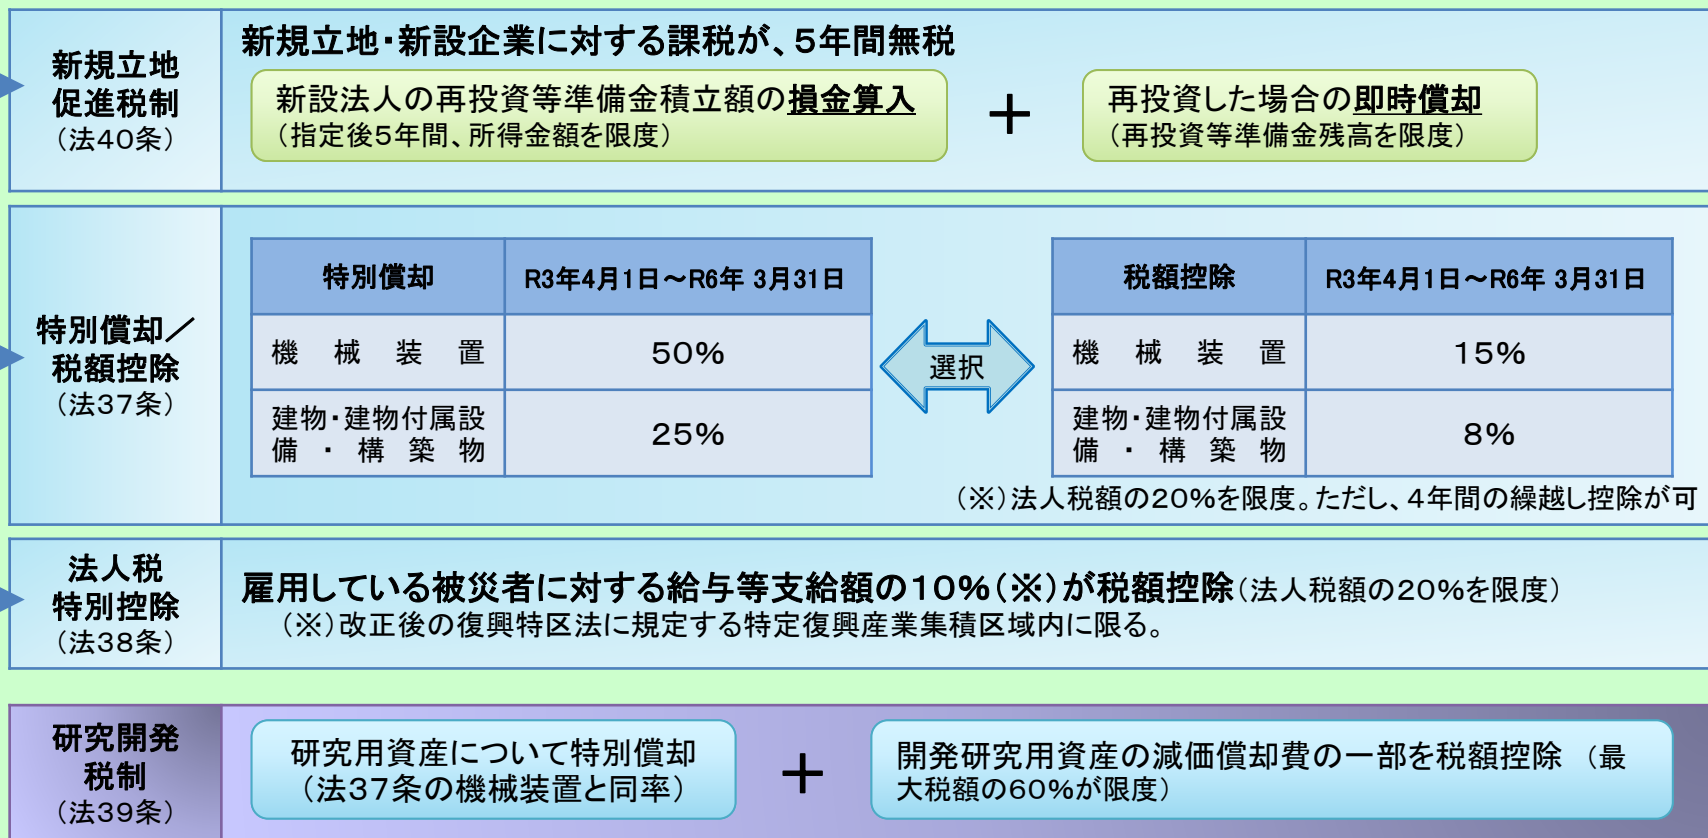 新規立地
促進税制
（法40条）
新規立地・新設企業に対する課税が、5年間無税
新設法人の再投資等準備金積立額の損金算入
（指定後5年間、所得金額を限度）
＋
再投資した場合の即時償却
（再投資等準備金残高を限度）
特別償却／
税額控除
（法37条）
特別償却 R3年4月1日～R6年 3月31日
機械装置 50%
建物・建物付属設
備・構築物 25%
選択
税額控除 R3年4月1日～R6年 3月31日
機械装置 15%
建物・建物付属設
備・構築物 8%
（※）法人税額の20%を限度。ただし、4年間の繰越し控除が可
法人税
特別控除
（法38条）
雇用している被災者に対する給与等支給額の10%（※）が税額控除（法人税額の20%を限度）
（※）改正後の復興特区法に規定する特定復興産業集積区域内に限る。
研究開発
税制
（法39条）
研究用資産について特別償却
（法37条の機械装置と同率）
＋
開発研究用資産の減価償却費の一部を税額控除 （最
大税額の60%が限度）